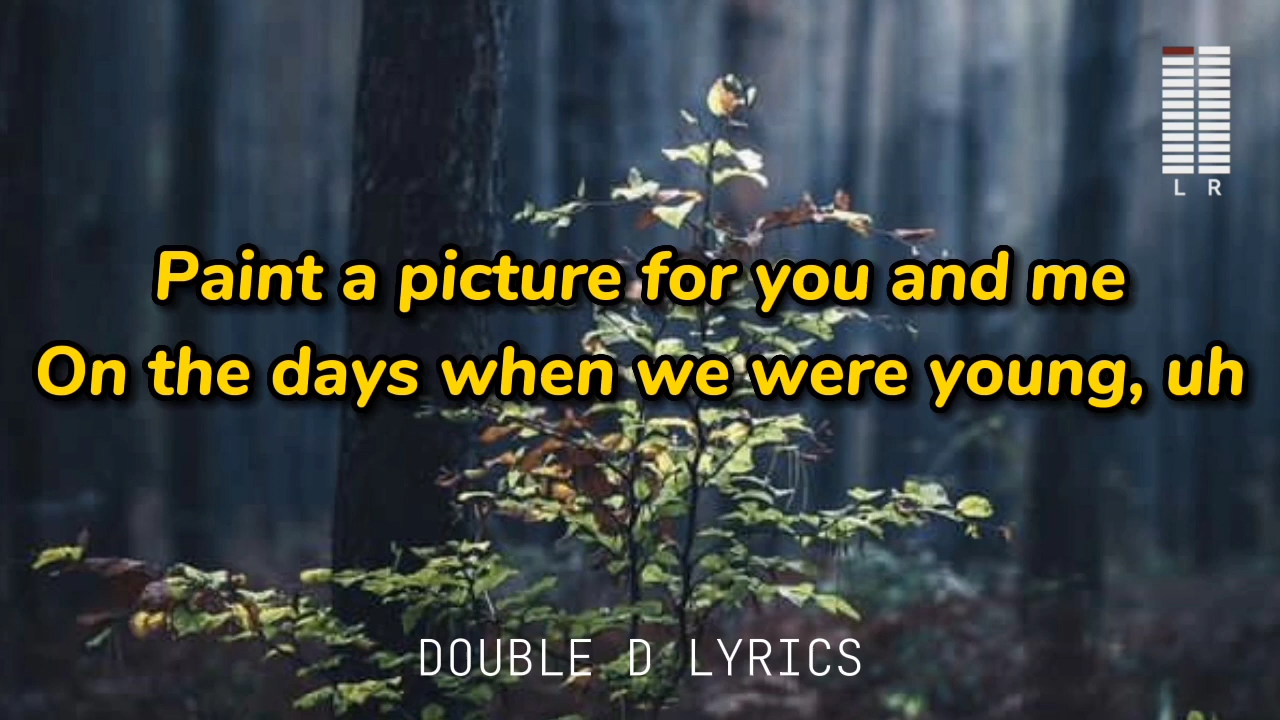 L R
Paint a picture for you and me
On the days when we were young, uh
DOUBLE D LYRICS